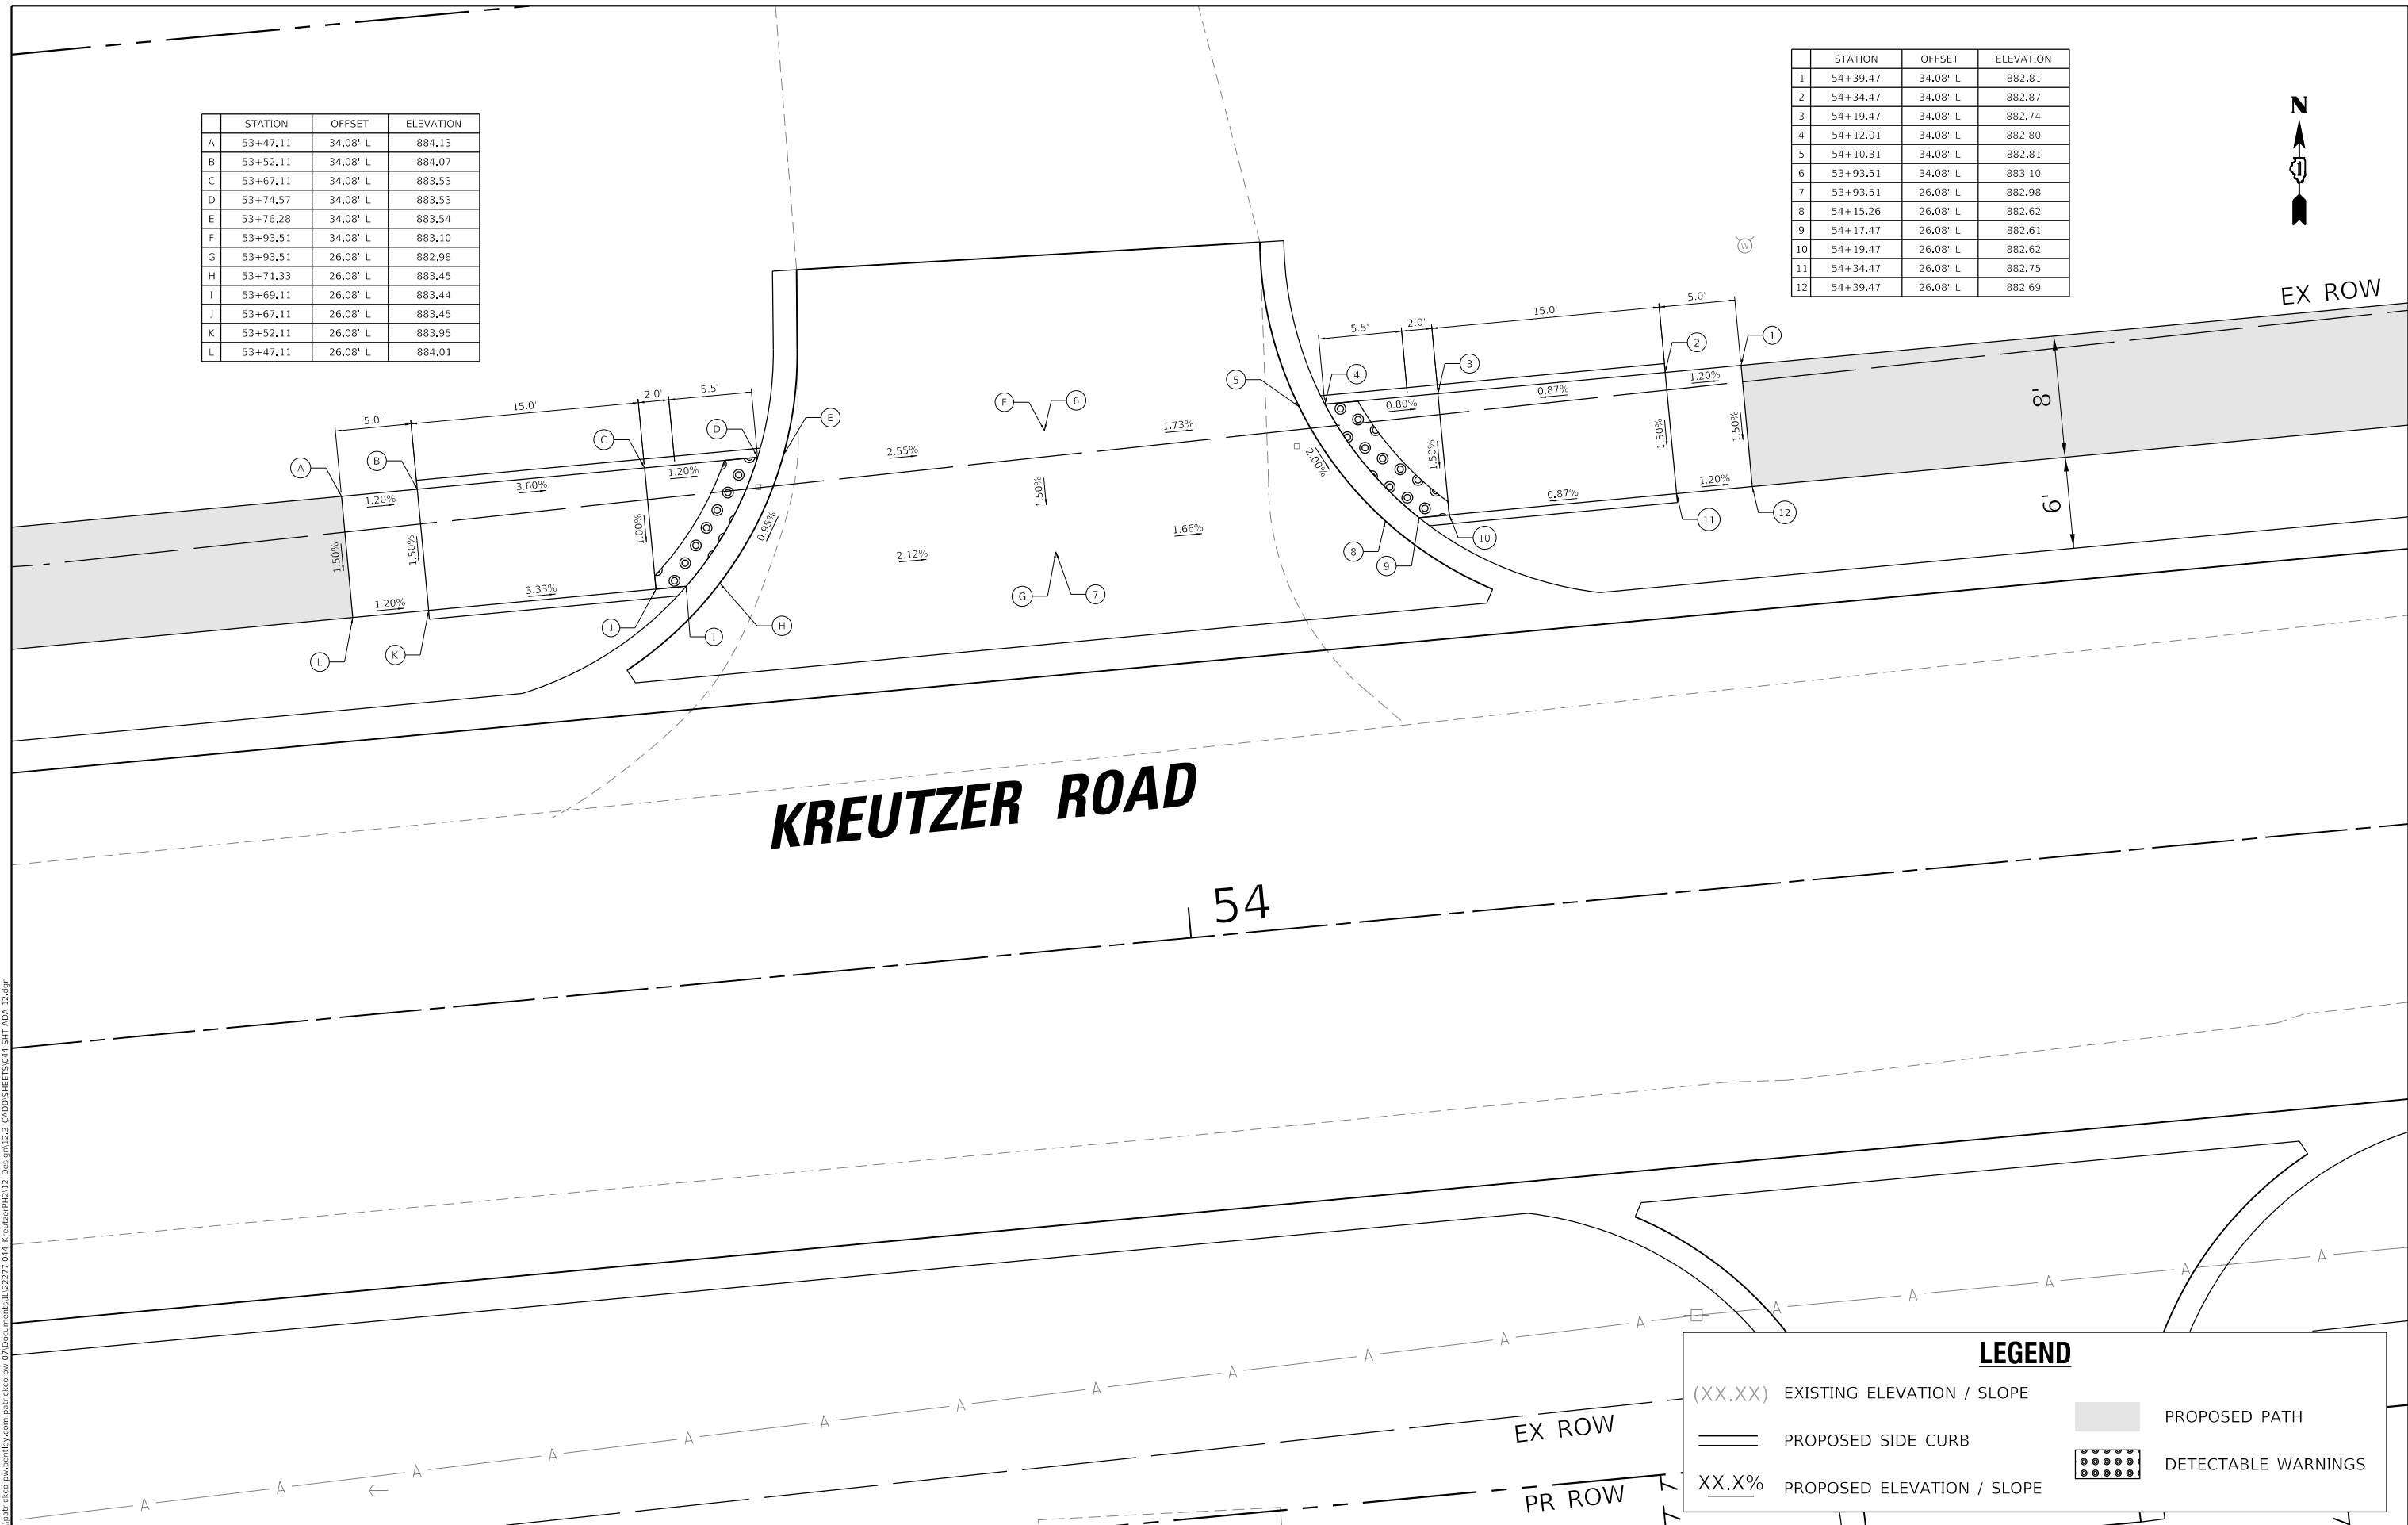 STATION OFFSET ELEVATION
A 53+47.11 34.08' L 884.13
B 53+52.11 34.08' L 884.07
C 53+67.11 34.08' L 883.53
D 53+74.57 34.08' L 883.53
E 53+76.28 34.08' L 883.54
F 53+93.51 34.08' L 883.10
G 53+93.51 26.08' L 882.98
H 53+71.33 26.08' L 883.45
I 53+69.11 26.08' L 883.44
J 53+67.11 26.08' L 883.45
K 53+52.11 26.08' L 883.95
L 53+47.11 26.08' L 884.01
STATION OFFSET ELEVATION
1 54+39.47 34.08' L 882.81
2 54+34.47 34.08' L 882.87
3 54+19.47 34.08' L 882.74
4 54+12.01 34.08' L 882.80
5 54+10.31 34.08' L 882.81
6 53+93.51 34.08' L 883.10
7 53+93.51 26.08' L 882.98
8 54+15.26 26.08' L 882.62
9 54+17.47 26.08' L 882.61
10 54+19.47 26.08' L 882.62
11 54+34.47 26.08' L 882.75
12 54+39.47 26.08' L 882.69
N
W
EX ROW
5.0' 15.0' 2.0' 5.5'
5.5' 2.0' 15.0' 5.0'
A B C D E
F 6
5 4 3 2 1
1.20% 3.60% 1.20%
2.55% 1.73%
0.80% 0.87% 1.20%
1.50% 1.50% 1.00% 0.95%
1.50%
2.00% 1.50% 1.50% 1.50%
8'
6'
1.20% 3.33%
2.12% 1.66%
0.87% 1.20%
L K J I H
G 7
8 9 10 11 12
KREUTZER ROAD
54
A A A A A A A A A A A A A A A A A
EX ROW
PR ROW
LEGEND
(XX.XX) EXISTING ELEVATION / SLOPE
PROPOSED SIDE CURB
XX.X% PROPOSED ELEVATION / SLOPE
PROPOSED PATH
DETECTABLE WARNINGS